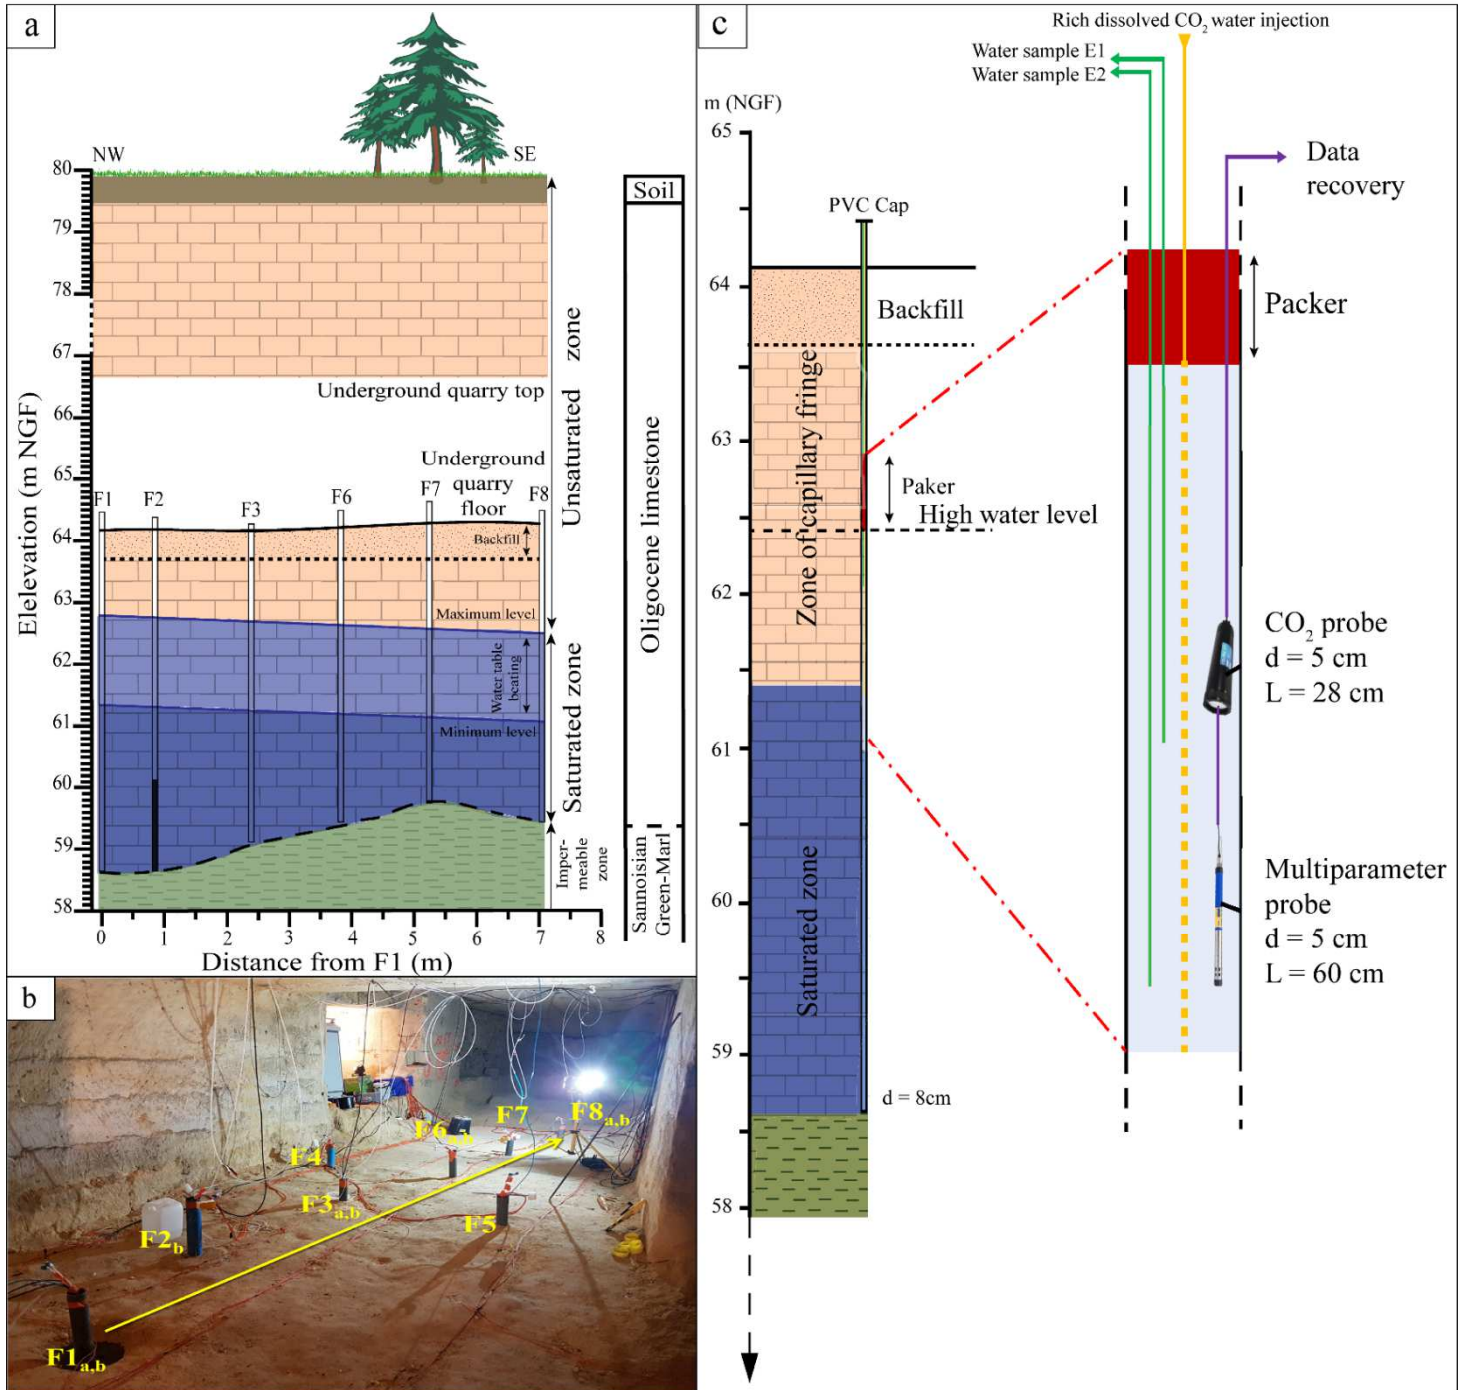 a
NW
SE
80
79
78
67
66
65
64
63
62
61
60
59
58
Elelevation (m NGF)
Soil
Underground quarry top
Underground
quarry
floor
F1
F2
F3
F6
F7
F8
Backfill
Maximum level
Water table
beating
Minimum level
Unsaturated zone
Saturated zone
Imper-
meable
zone
Oligocene limestone
Sannoisian
Green-Marl
0
1
2
3
4
5
6
7
8
Distance from F1 (m)
b
F1a,b
F2b
F3a,b
F4
F5
F6a,b
F7
F8a,b
c
Rich dissolved CO2 water injection
Water sample E1
Water sample E2
m (NGF)
65
64
63
62
61
60
59
58
PVC Cap
Backfill
Zone of capillary fringe
Paker
High water level
Saturated zone
d = 8cm
Data
recovery
Packer
CO2 probe
d = 5 cm
L = 28 cm
Multiparameter
probe
d = 5 cm
L = 60 cm